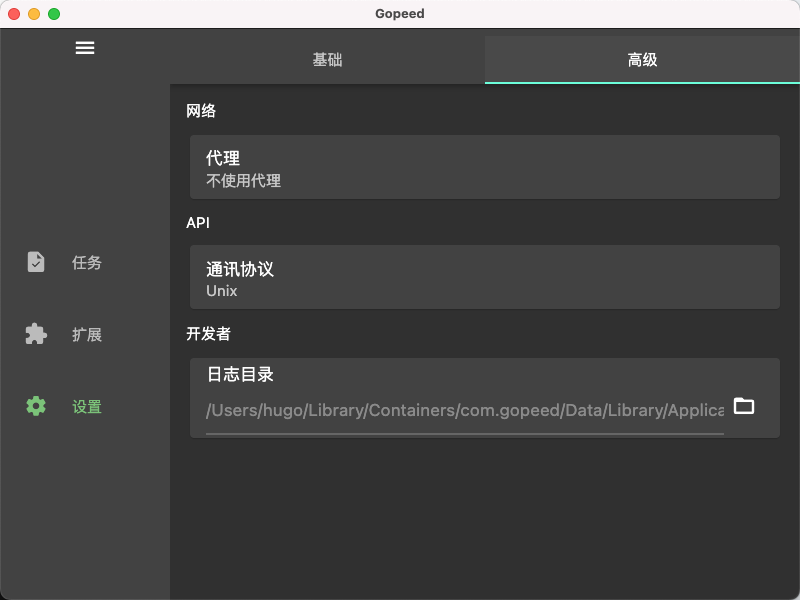 Gopeed
基础
高级
网络
代理
不使用代理
API
通讯协议
Unix
任务
开发者
扩展
日志目录
设置
/Users/hugo/Library/Containers/com.gopeed/Data/Library/Applica